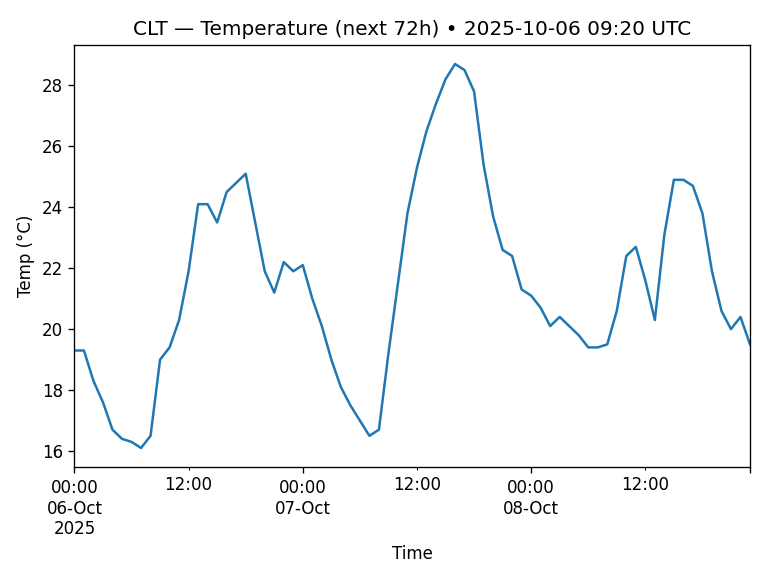 CLT — Temperature (next 72h) • 2025-10-06 09:20 UTC
28
26
24
22
20
18
16
Temp (°C)
00:00 12:00 00:00 12:00 00:00 12:00
06-Oct 07-Oct 08-Oct
2025
Time